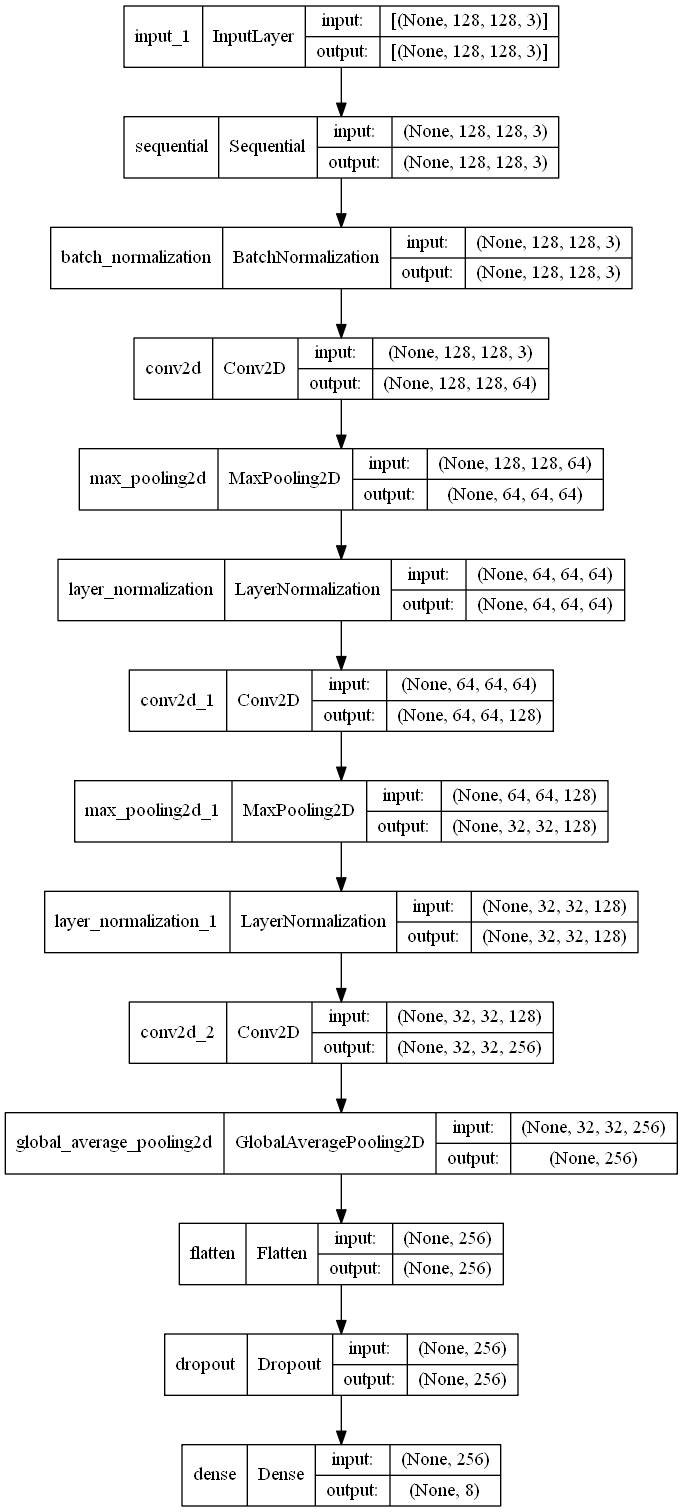 input_1 InputLayer input: [(None, 128, 128, 3)]
output: [(None, 128, 128, 3)]
sequential Sequential input: (None, 128, 128, 3)
output: (None, 128, 128, 3)
batch_normalization BatchNormalization input: (None, 128, 128, 3)
output: (None, 128, 128, 3)
conv2d Conv2D input: (None, 128, 128, 3)
output: (None, 128, 128, 64)
max_pooling2d MaxPooling2D input: (None, 128, 128, 64)
output: (None, 64, 64, 64)
layer_normalization LayerNormalization input: (None, 64, 64, 64)
output: (None, 64, 64, 64)
conv2d_1 Conv2D input: (None, 64, 64, 64)
output: (None, 64, 64, 128)
max_pooling2d_1 MaxPooling2D input: (None, 64, 64, 128)
output: (None, 32, 32, 128)
layer_normalization_1 LayerNormalization input: (None, 32, 32, 128)
output: (None, 32, 32, 128)
conv2d_2 Conv2D input: (None, 32, 32, 128)
output: (None, 32, 32, 256)
global_average_pooling2d GlobalAveragePooling2D input: (None, 32, 32, 256)
output: (None, 256)
flatten Flatten input: (None, 256)
output: (None, 256)
dropout Dropout input: (None, 256)
output: (None, 256)
dense Dense input: (None, 256)
output: (None, 8)